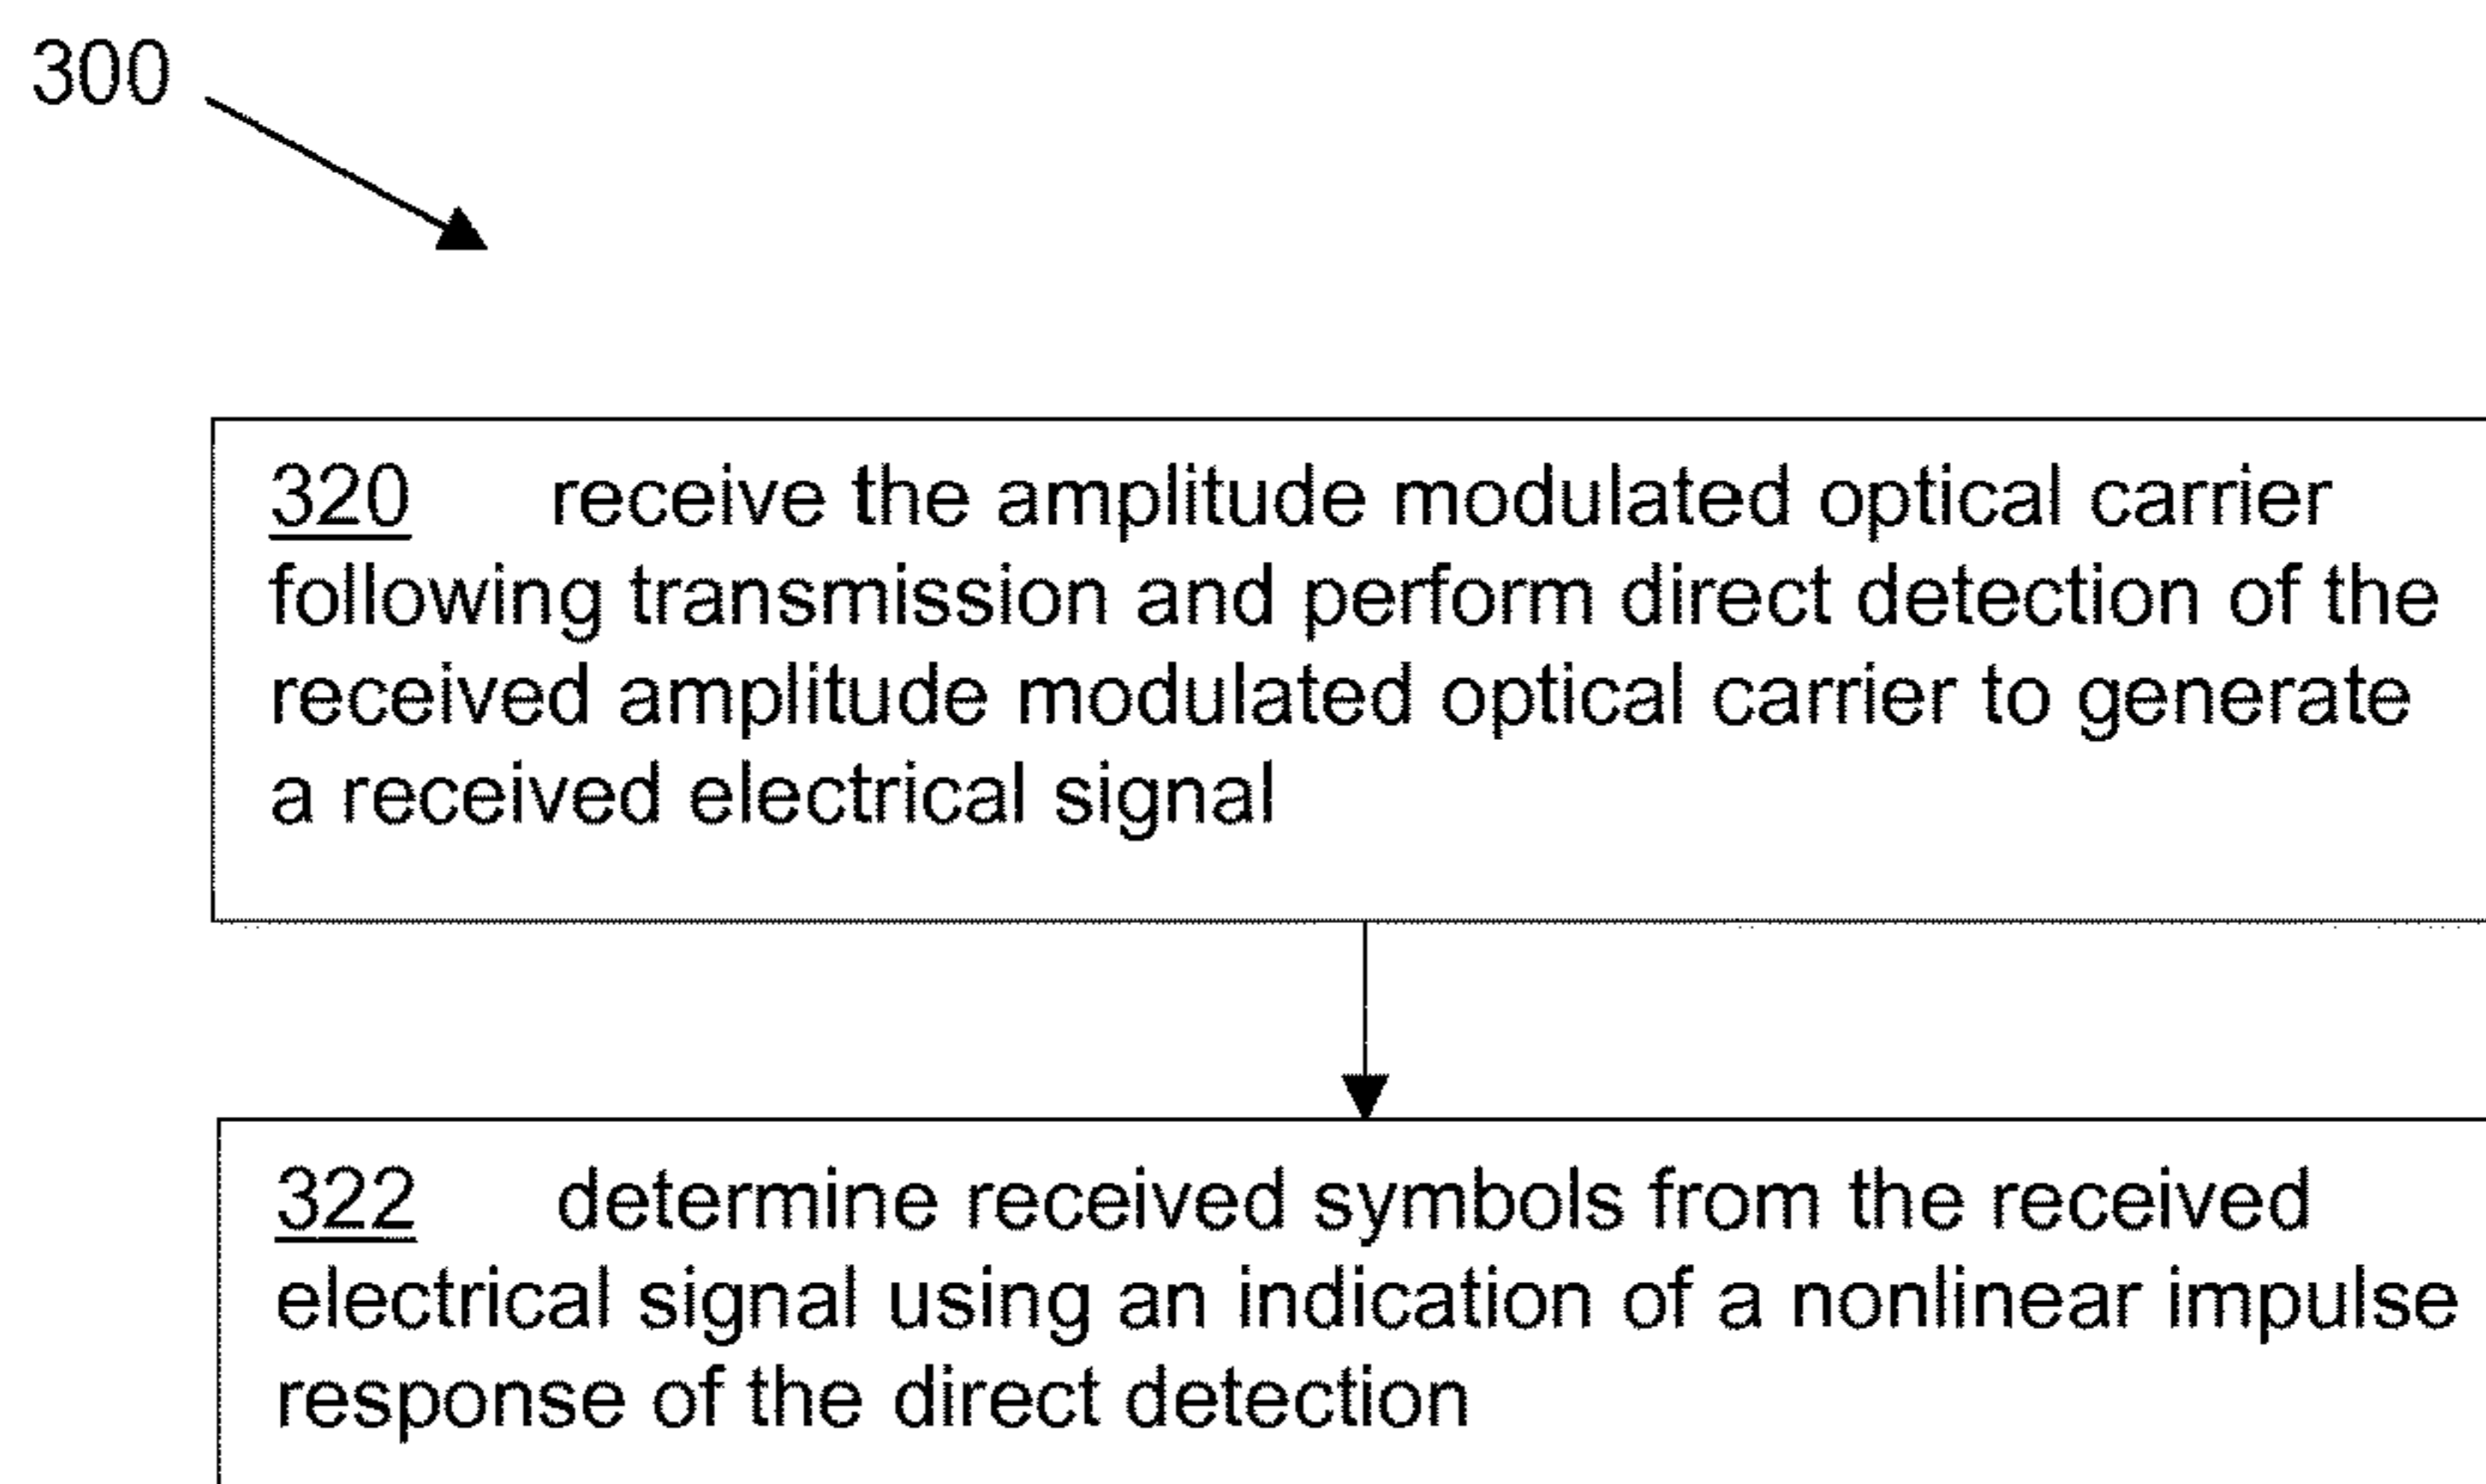 300
320 receive the amplitude modulated optical carrier
following transmission and perform direct detection of the
received amplitude modulated optical carrier to generate
a received electrical signal
322 determine received symbols from the received
electrical signal using an indication of a nonlinear impulse
response of the direct detection